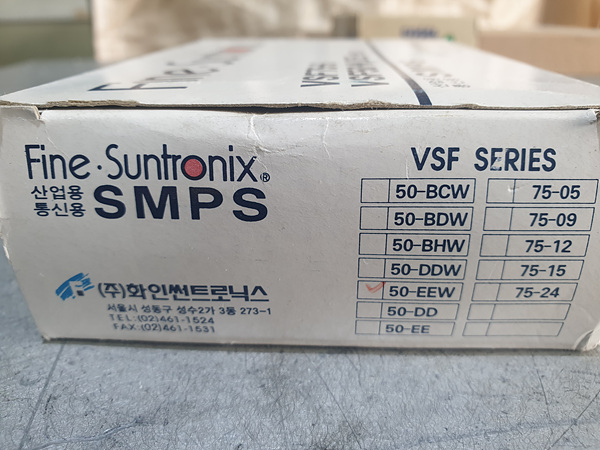 Fine·Suntronix®
산업용
통신용
SMPS
(주)화인썬트로닉스
서울시 성동구 성수2가 3동 273-1
TEL:(02)461-1524
FAX:(02)461-1531
VSF SERIES
50-BCW 75-05
50-BDW 75-09
50-BHW 75-12
50-DDW 75-15
50-EEW 75-24
50-DD
50-EE